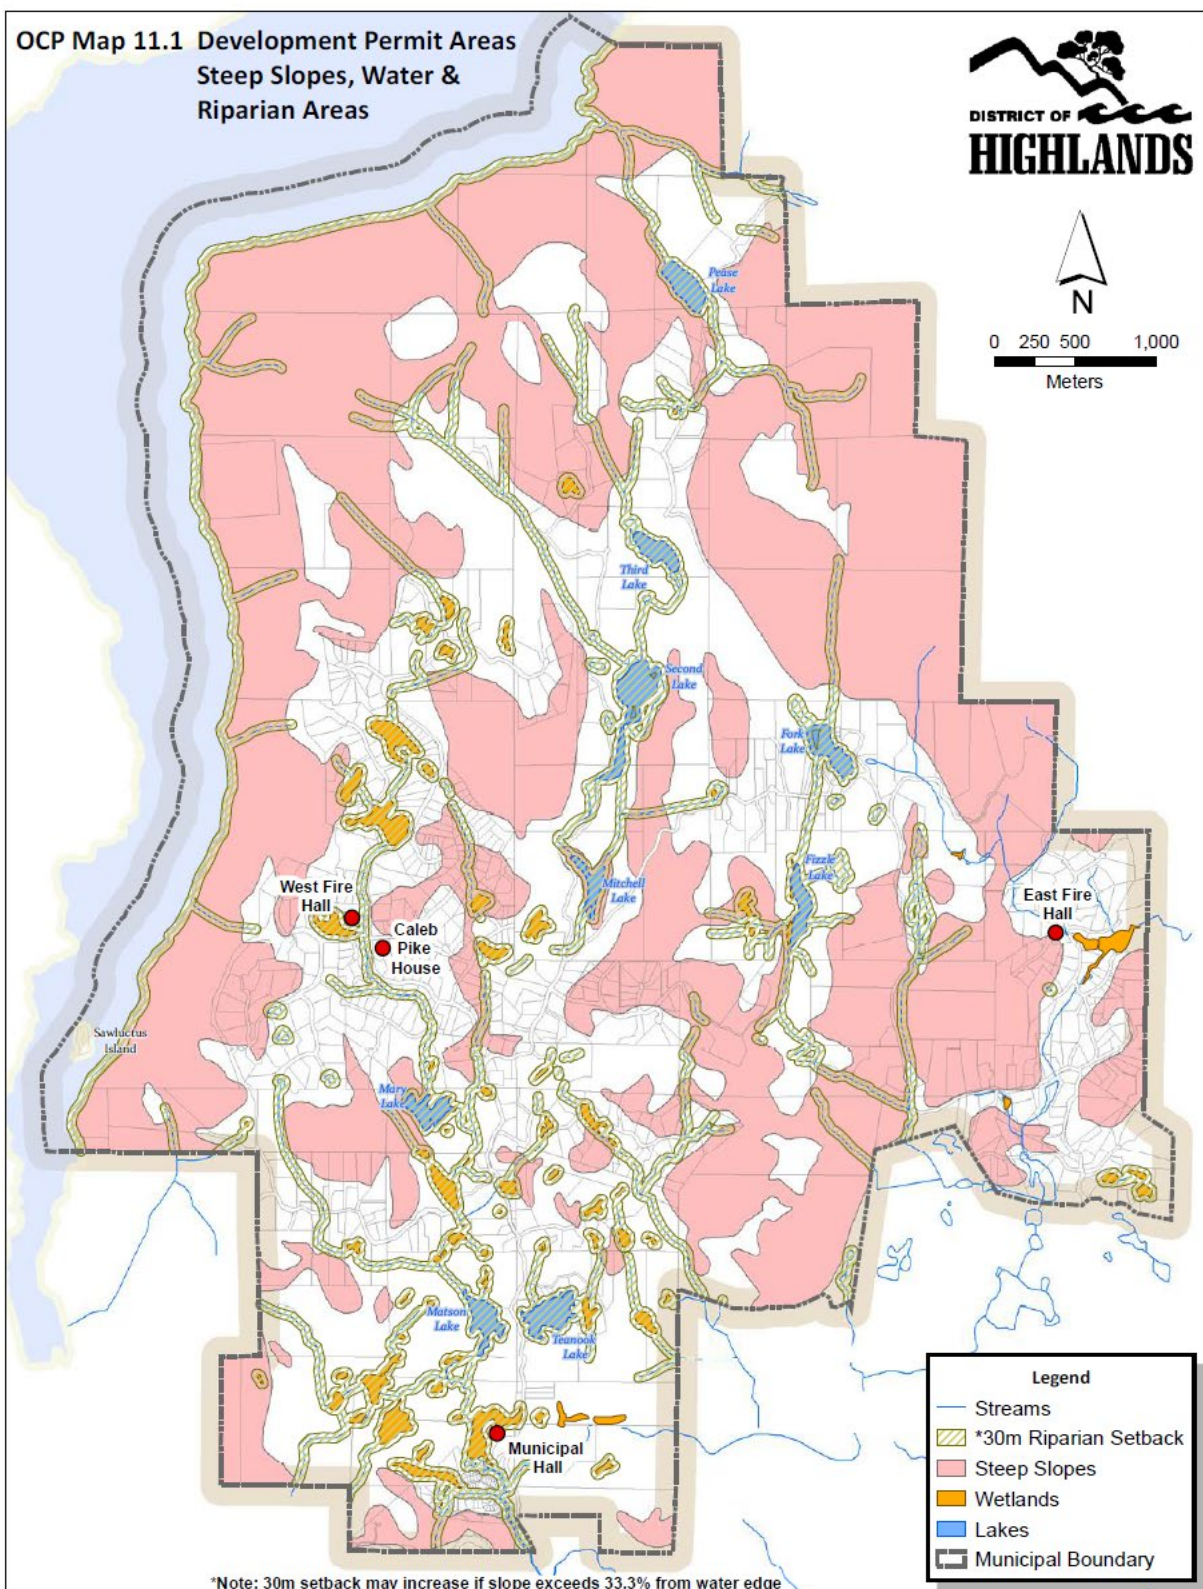 OCP Map 11.1 Development Permit Areas
Steep Slopes, Water &
Riparian Areas
DISTRICT OF
HIGHLANDS
N
0 250 500 1,000
Meters
Pease
Lake
Third
Lake
Second
Lake
Fork
Lake
Fizzle
Lake
Mitchell
Lake
West Fire
Hall
Caleb
Pike
House
East Fire
Hall
Sawluctus
Island
Mary
Lake
Matson
Lake
Teanook
Lake
Municipal
Hall
Legend
Streams
*30m Riparian Setback
Steep Slopes
Wetlands
Lakes
Municipal Boundary
*Note: 30m setback may increase if slope exceeds 33.3% from water edge